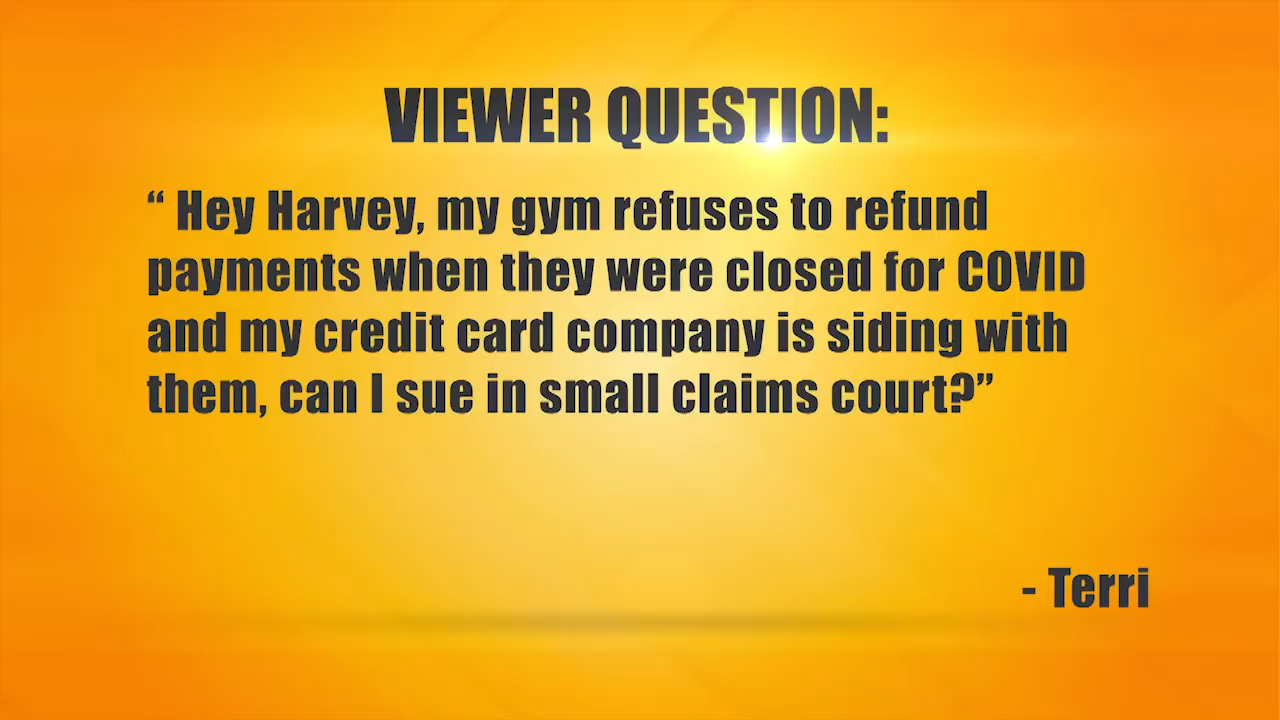 VIEWER QUESTION:
“ Hey Harvey, my gym refuses to refund
payments when they were closed for COVID
and my credit card company is siding with
them, can I sue in small claims court?”
- Terri